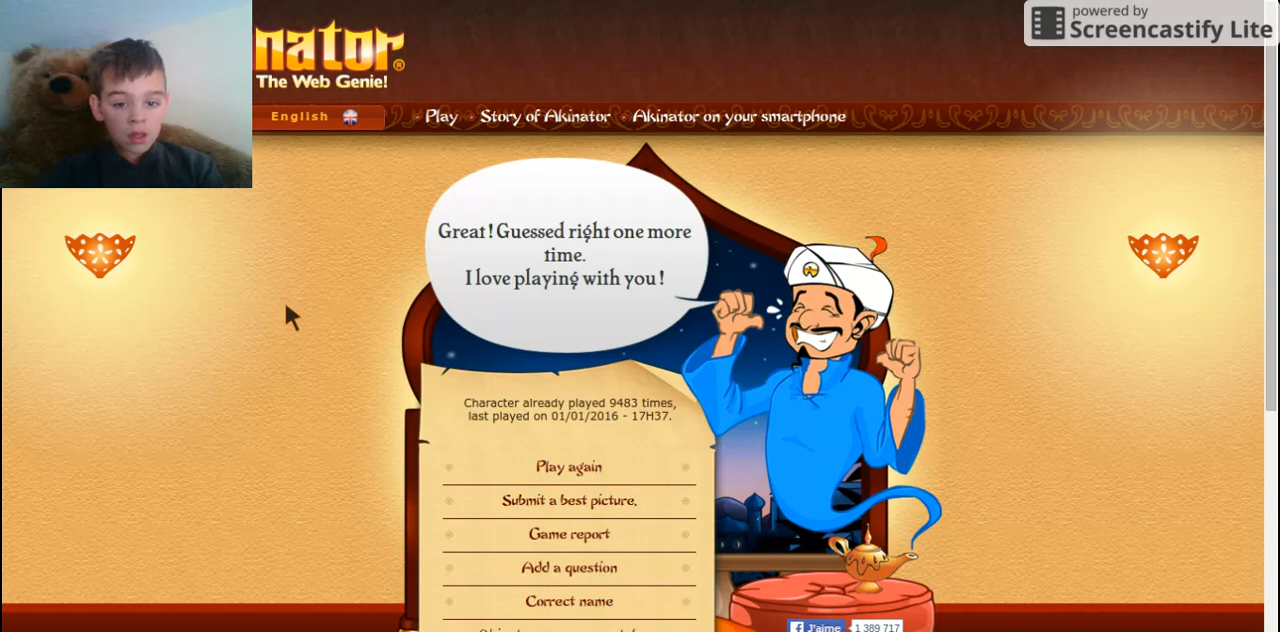 powered by
Screencastify Lite
nator®
The Web Genie!
English
Play
Story of Akinator
Akinator on your smartphone
Great! Guessed right one more
time.
I love playing with you!
Character already played 9483 times,
last played on 01/01/2016 - 17H37.
Play again
Submit a best picture.
Game report
Add a question
Correct name
J'aime
1 389 717